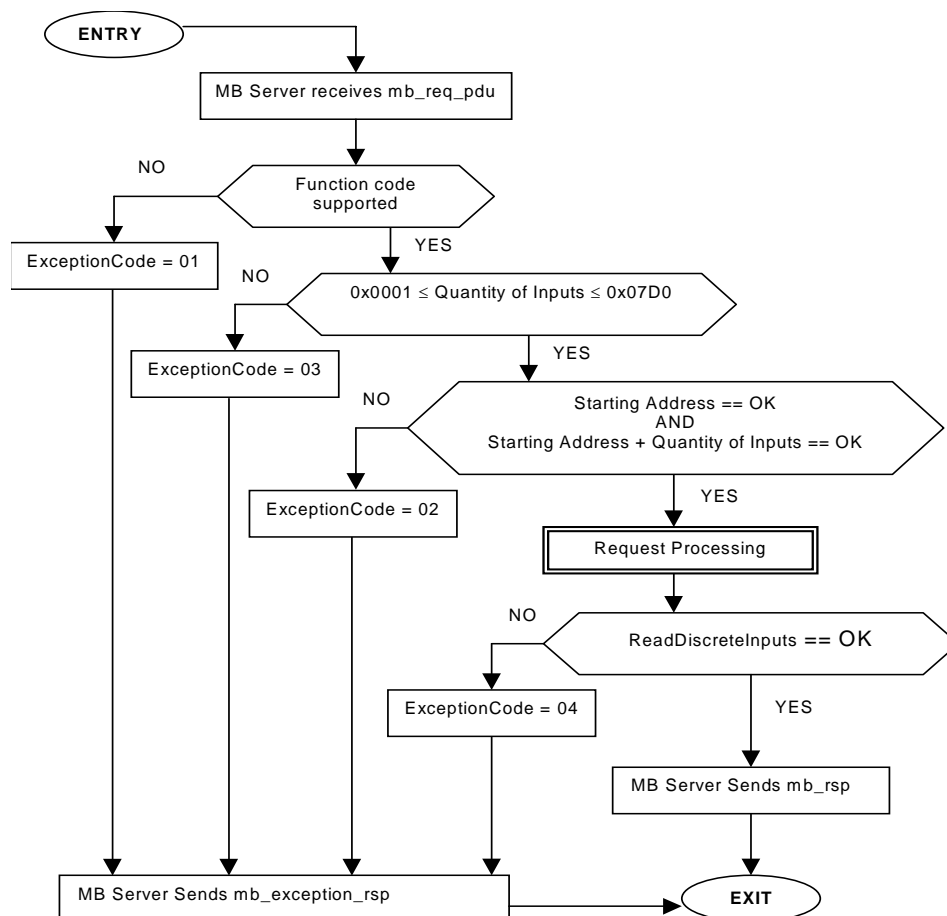 ENTRY
MB Server receives mb_req_pdu
NO
Function code
supported
YES
ExceptionCode = 01
NO
0x0001 ≤ Quantity of Inputs ≤ 0x07D0
YES
ExceptionCode = 03
NO
Starting Address == OK
AND
Starting Address + Quantity of Inputs == OK
YES
ExceptionCode = 02
Request Processing
NO
ReadDiscreteInputs == OK
YES
ExceptionCode = 04
MB Server Sends mb_rsp
MB Server Sends mb_exception_rsp
EXIT